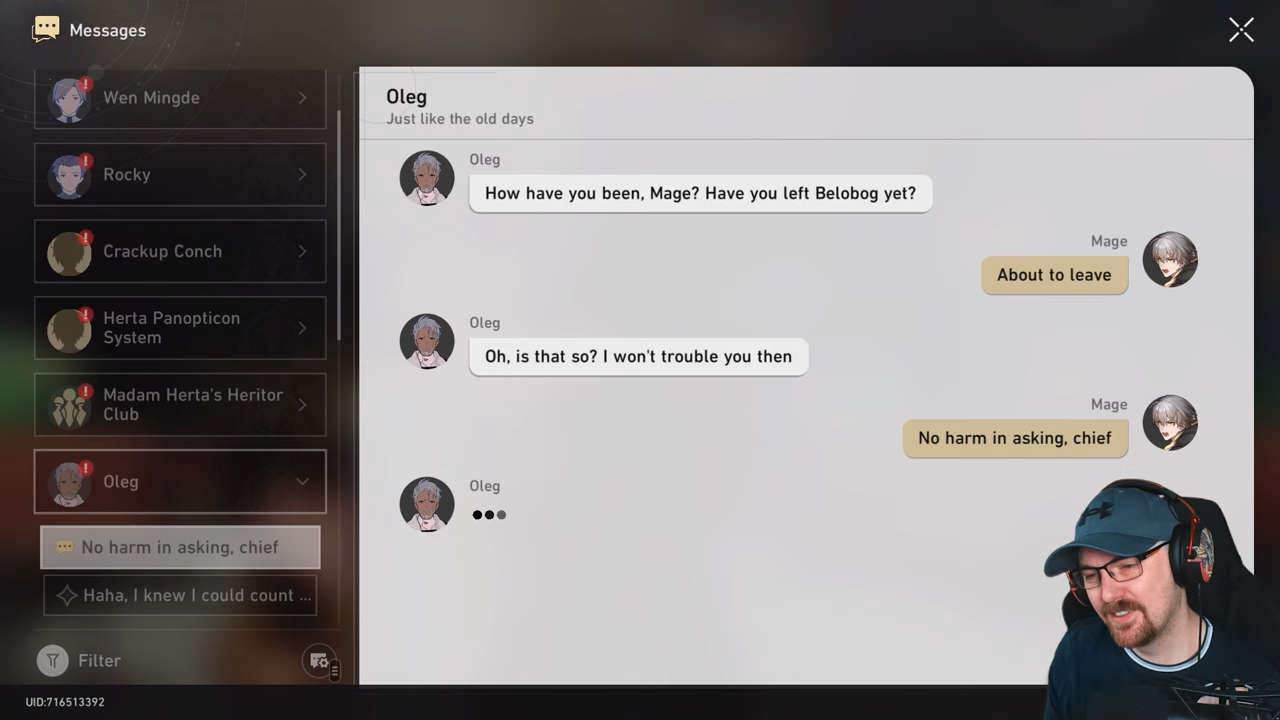 Messages
Wen Mingde
Rocky
Crackup Conch
Herta Panopticon
System
Madam Herta's Heritor
Club
Oleg
No harm in asking, chief
Haha, I knew I could count ...
Filter
UID:716513392
Oleg
Just like the old days
Oleg
How have you been, Mage? Have you left Belobog yet?
Mage
About to leave
Oleg
Oh, is that so? I won't trouble you then
Mage
No harm in asking, chief
Oleg